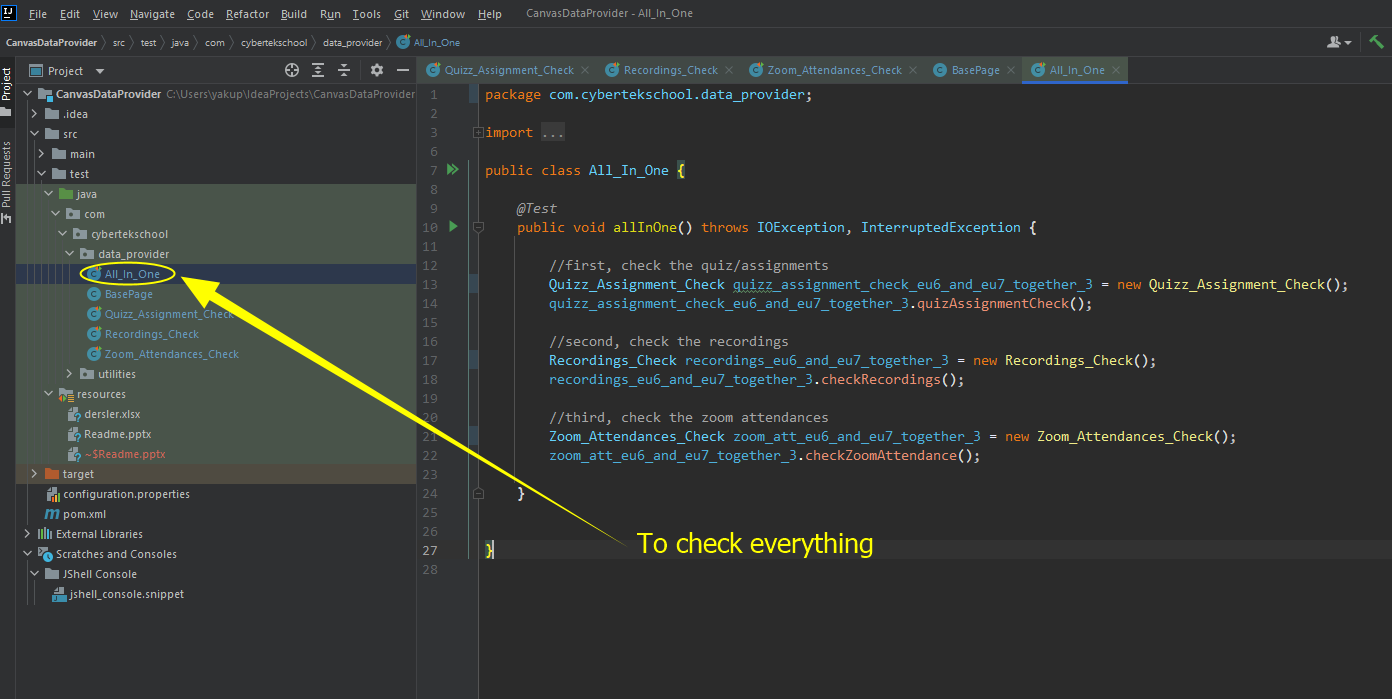 File Edit View Navigate Code Refactor Build Run Tools Git Window Help CanvasDataProvider - All_In_One
CanvasDataProvider src test java com cybertekschool data_provider All_In_One
Project
Pull Requests
Project
CanvasDataProvider C:\Users\yakup\IdeaProjects\CanvasDataProvider
.idea
src
main
test
java
com
cybertekschool
data_provider
All_In_One
BasePage
Quizz_Assignment_Check
Recordings_Check
Zoom_Attendances_Check
utilities
resources
dersler.xlsx
Readme.pptx
~$Readme.pptx
target
configuration.properties
pom.xml
External Libraries
Scratches and Consoles
JShell Console
jshell_console.snippet
Quizz_Assignment_Check Recordings_Check Zoom_Attendances_Check BasePage All_In_One
1 package com.cybertekschool.data_provider;
2
3 import ...
6
7 public class All_In_One {
8
9 @Test
10 public void allInOne() throws IOException, InterruptedException {
11
12 //first, check the quiz/assignments
13 Quizz_Assignment_Check quizz_assignment_check_eu6_and_eu7_together_3 = new Quizz_Assignment_Check();
14 quizz_assignment_check_eu6_and_eu7_together_3.quizAssignmentCheck();
15
16 //second, check the recordings
17 Recordings_Check recordings_eu6_and_eu7_together_3 = new Recordings_Check();
18 recordings_eu6_and_eu7_together_3.checkRecordings();
19
20 //third, check the zoom attendances
21 Zoom_Attendances_Check zoom_att_eu6_and_eu7_together_3 = new Zoom_Attendances_Check();
22 zoom_att_eu6_and_eu7_together_3.checkZoomAttendance();
23
24 }
25
26
27 }
28
To check everything